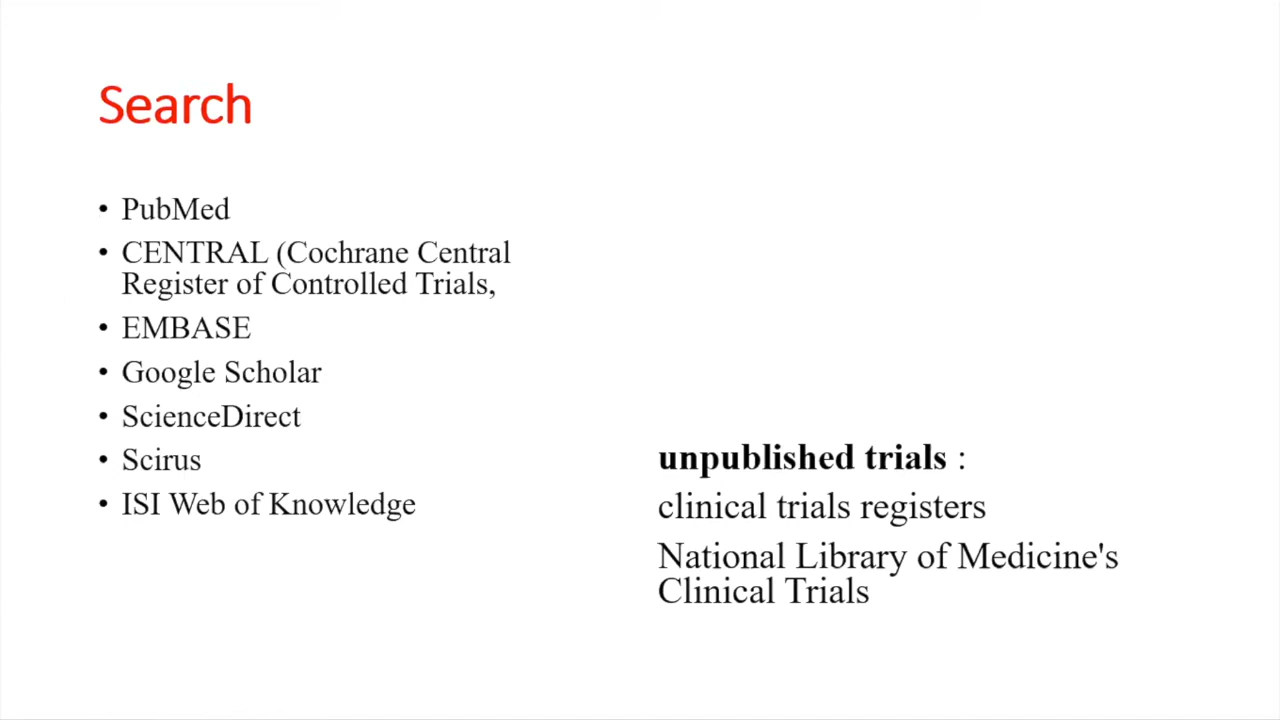 Search
• PubMed
• CENTRAL (Cochrane Central
Register of Controlled Trials,
• EMBASE
• Google Scholar
• ScienceDirect
• Scirus
• ISI Web of Knowledge
unpublished trials :
clinical trials registers
National Library of Medicine's
Clinical Trials